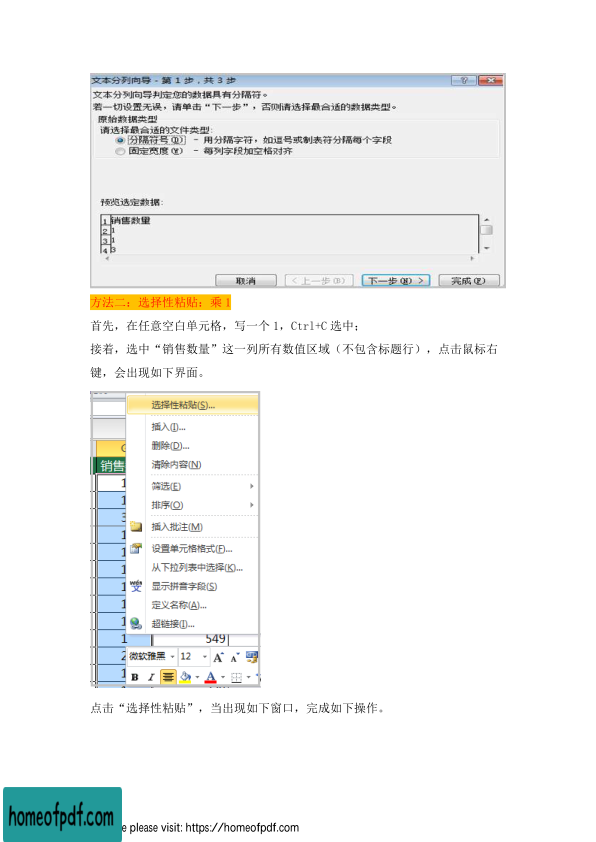 文本分列向导 - 第 1 步，共 3 步
文本分列向导判定您的数据具有分隔符。
若一切设置无误，请单击“下一步”，否则请选择最合适的数据类型。
原始数据类型
请选择最合适的文件类型:
分隔符号(D) - 用分隔字符，如逗号或制表符分隔每个字段
固定宽度(W) - 每列字段加空格对齐
预览选定数据:
1 销售数量
2 1
3 1
4 3
取消 < 上一步(B) 下一步(N) > 完成(F)
方法二：选择性粘贴：乘 1
首先，在任意空白单元格，写一个 1，Ctrl+C 选中；
接着，选中“销售数量”这一列所有数值区域（不包含标题行），点击鼠标右
键，会出现如下界面。
选择性粘贴(S)...
插入(I)...
删除(D)...
清除内容(N)
筛选(E)
排序(O)
插入批注(M)
设置单元格格式(F)...
从下拉列表中选择(K)...
显示拼音字段(S)
定义名称(A)...
超链接(I)...
销售
549
微软雅黑 12 A A
B I A
点击“选择性粘贴”，当出现如下窗口，完成如下操作。
homeofpdf.com
e please visit: https://homeofpdf.com